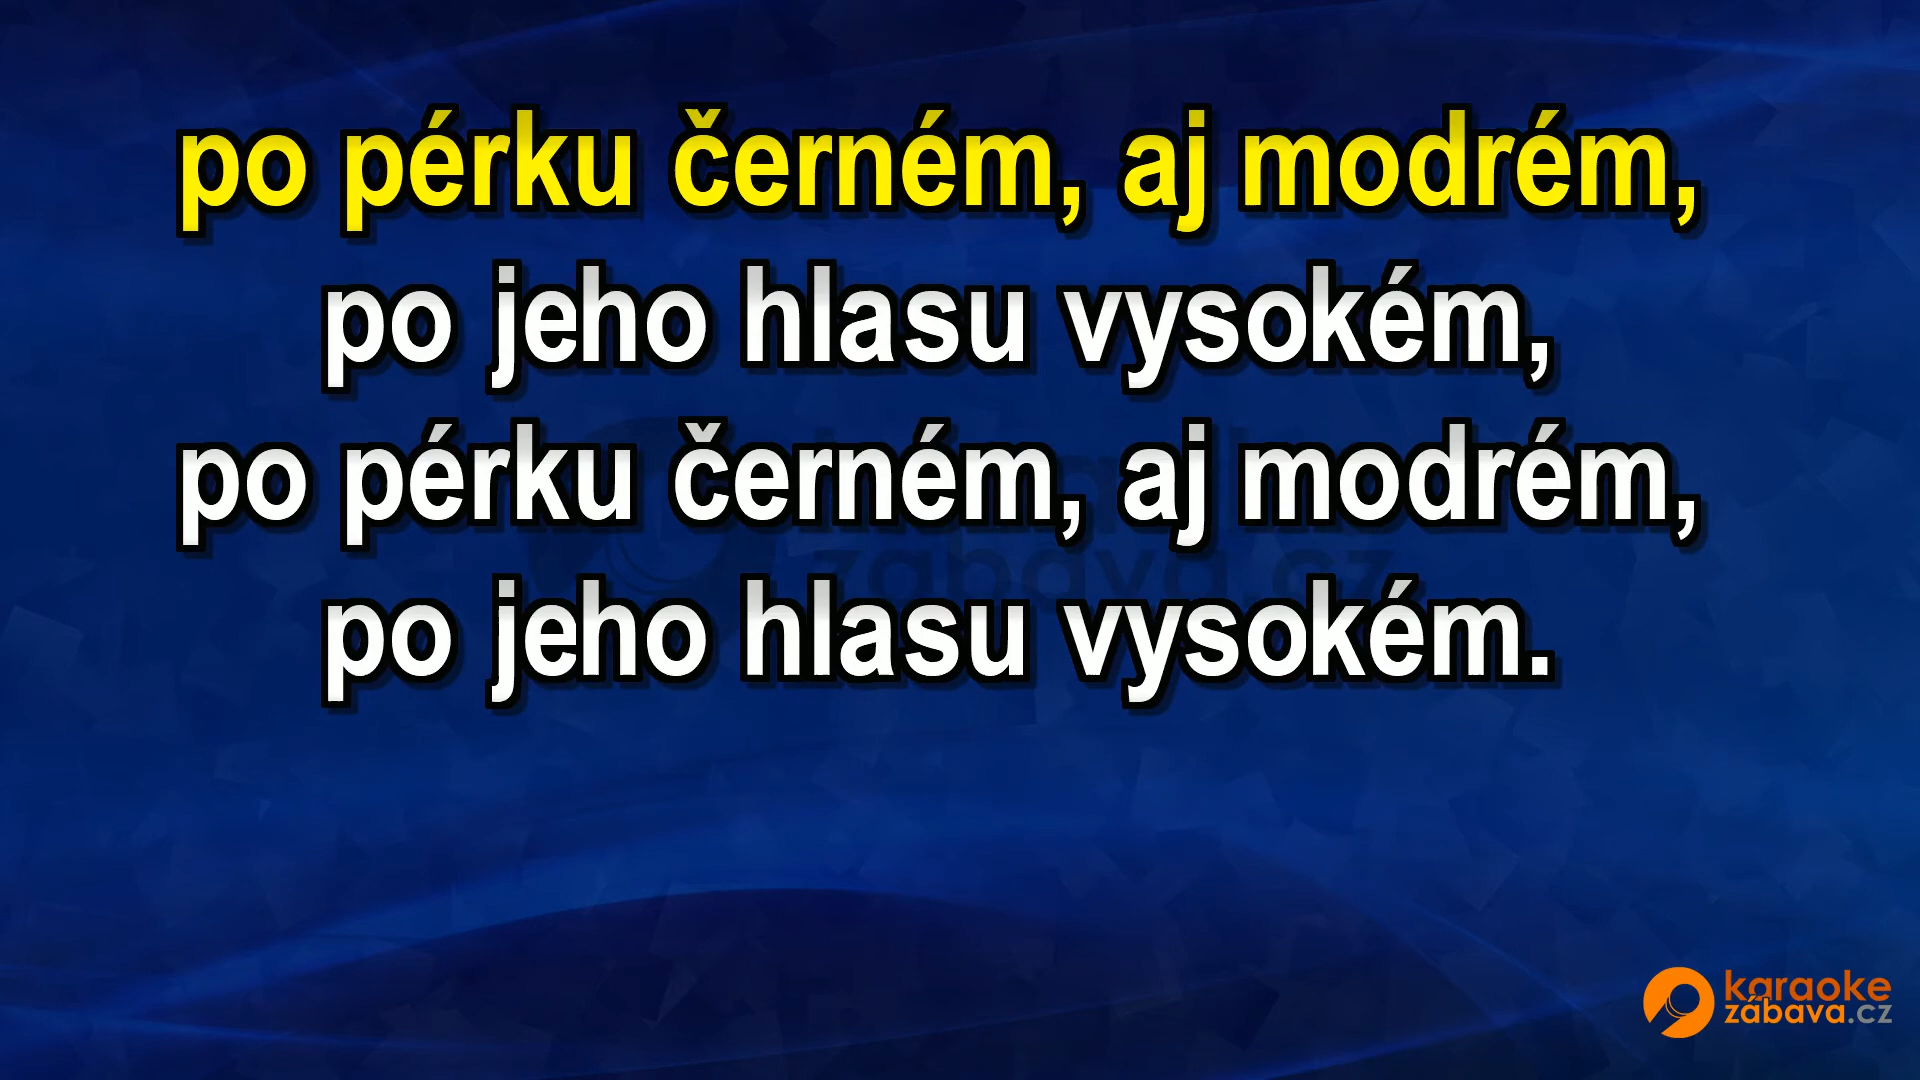 po pérku černém, aj modrém,
po jeho hlasu vysokém,
po pérku černém, aj modrém,
po jeho hlasu vysokém.
karaoke
zábava.cz